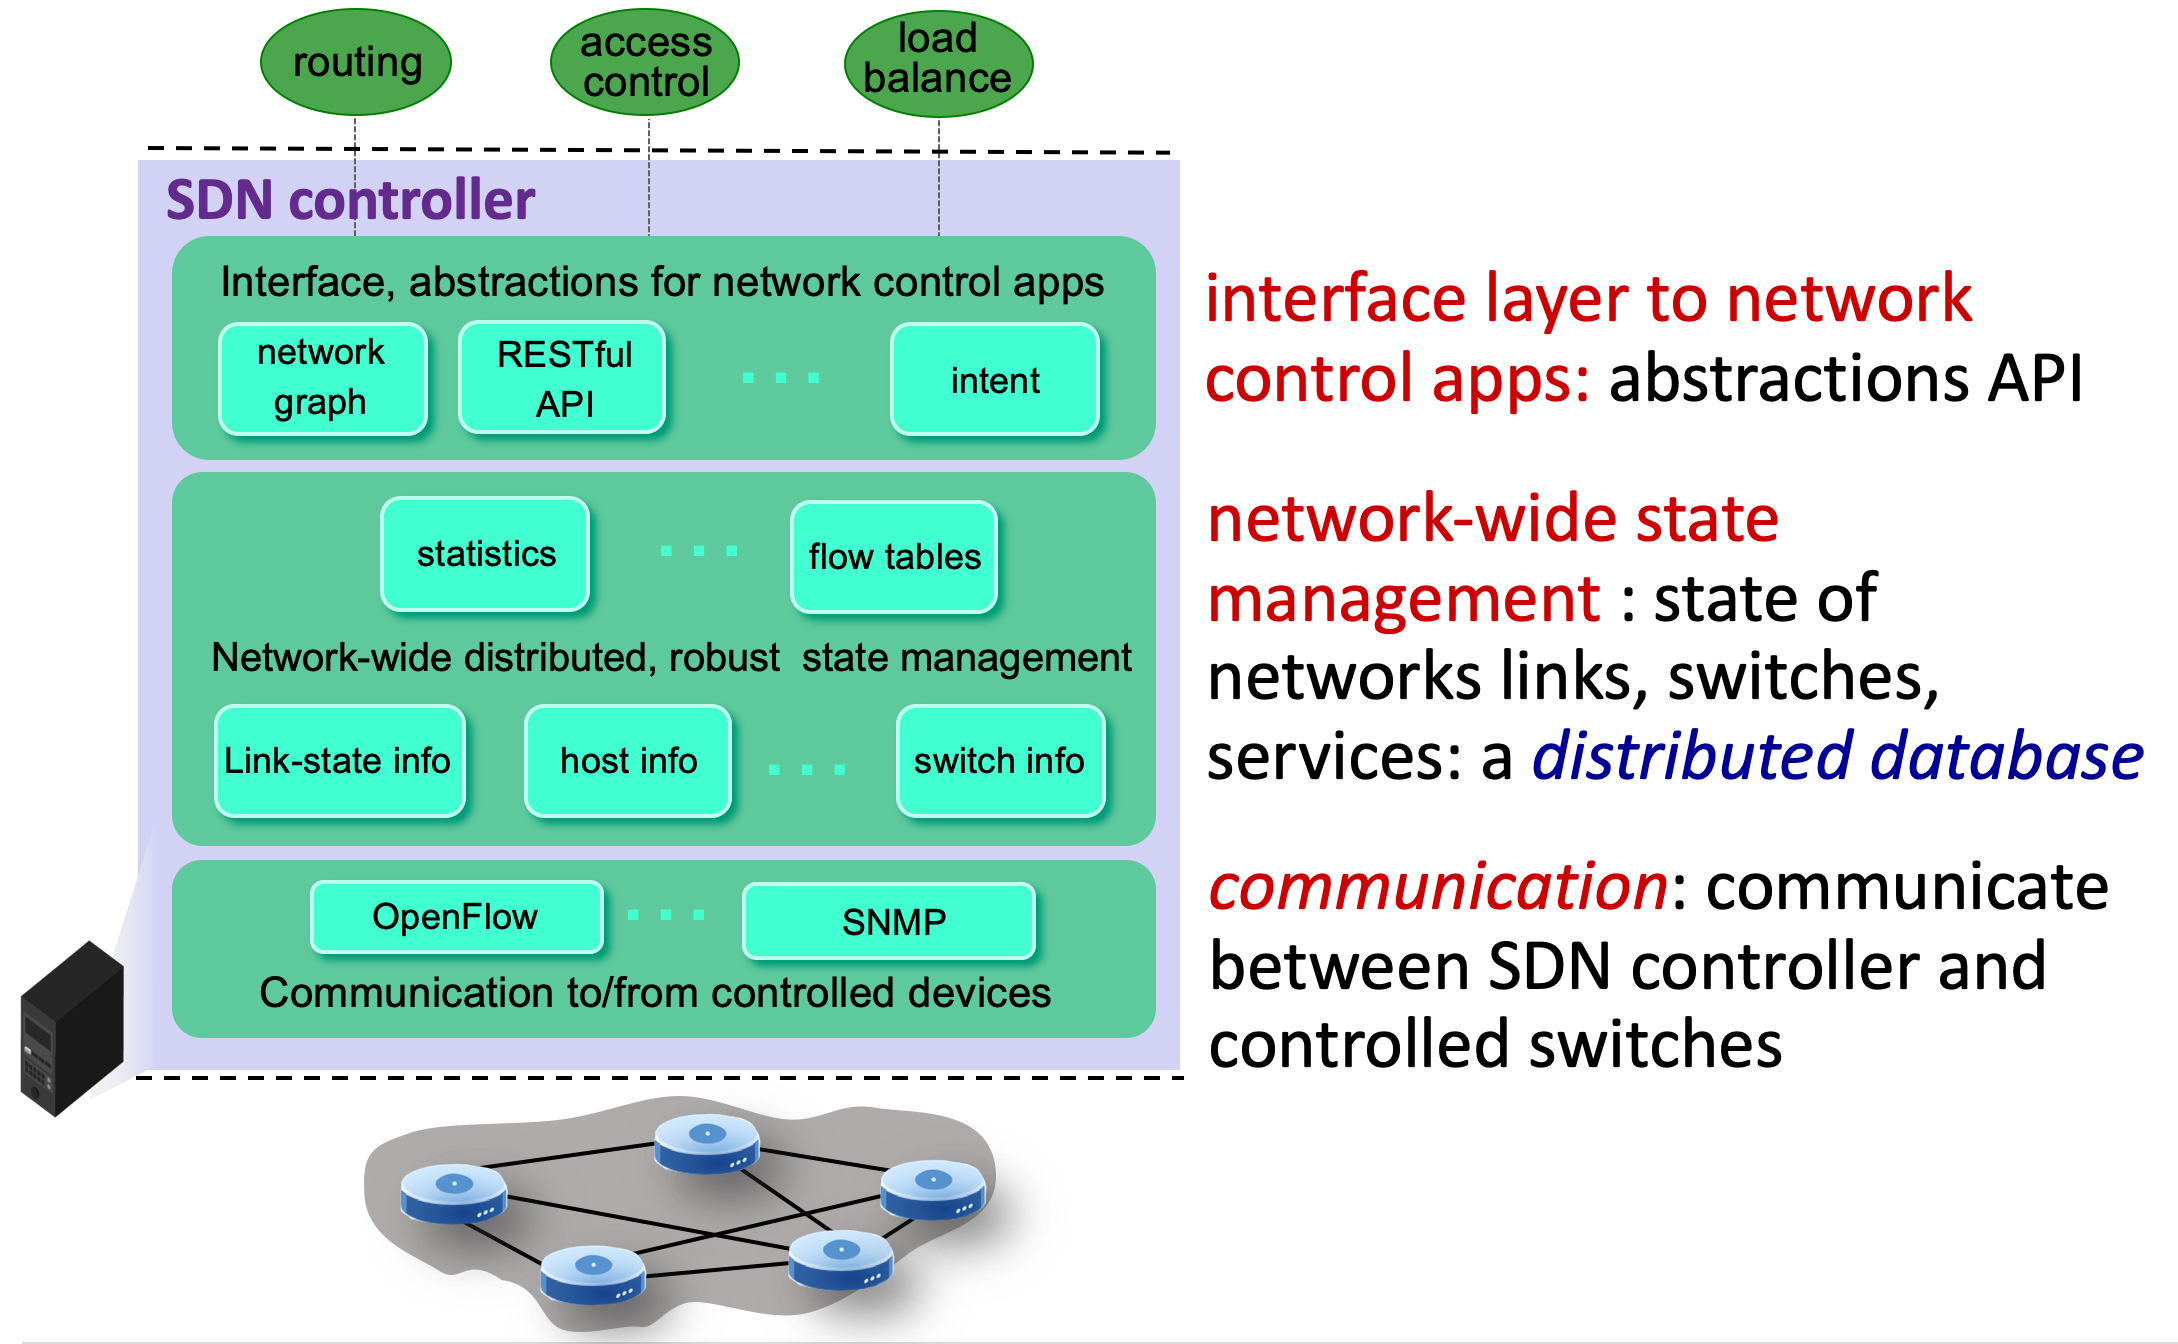 routing
access
control
load
balance
SDN controller
Interface, abstractions for network control apps
network
graph
RESTful
API
intent
statistics
flow tables
Network-wide distributed, robust  state management
Link-state info
host info
switch info
OpenFlow
SNMP
Communication to/from controlled devices
interface layer to network
control apps: abstractions API
network-wide state
management : state of
networks links, switches,
services: a distributed database
communication: communicate
between SDN controller and
controlled switches